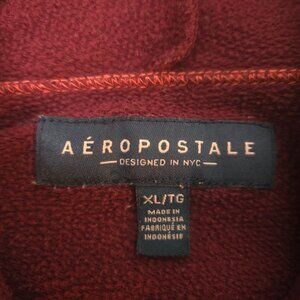 AÉROPOSTALE
DESIGNED IN NYC
XL/TG
MADE IN
INDONESIA
FABRIQUÉ EN
INDONÉSIE